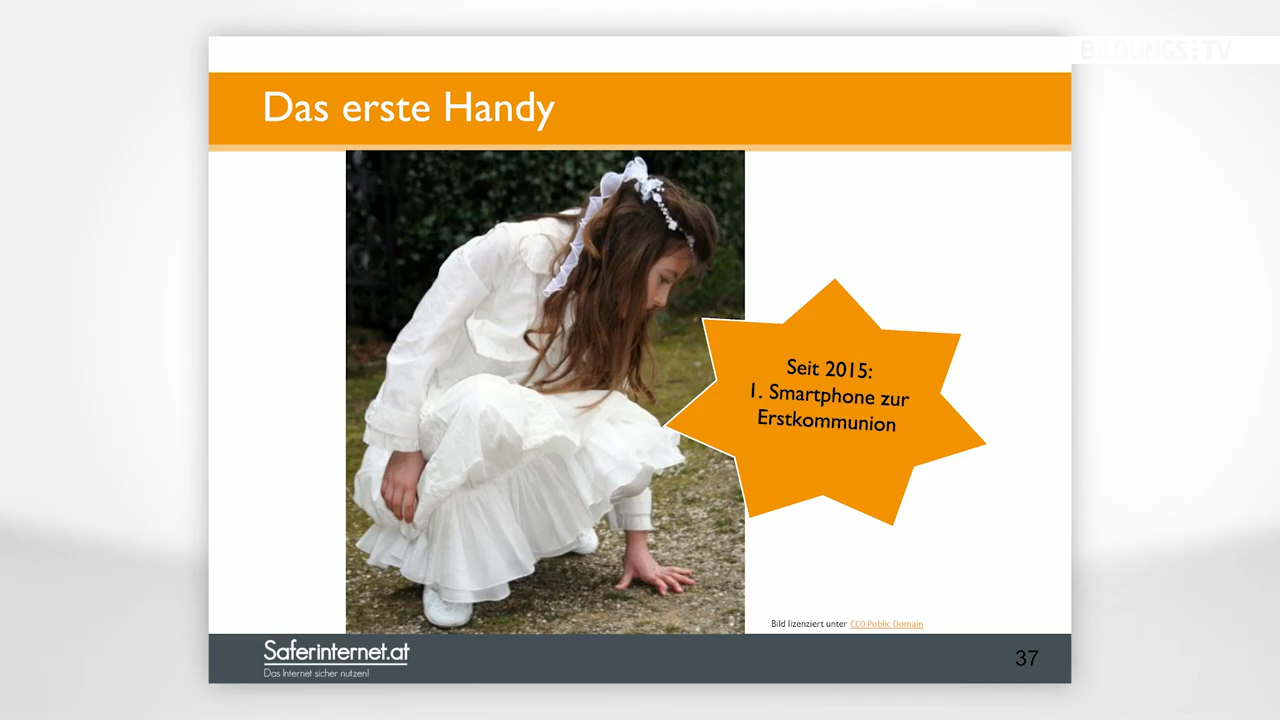 BILDUNGS TV
Das erste Handy
Seit 2015:
1. Smartphone zur
Erstkommunion
Bild lizenziert unter CC0 Public Domain
Saferinternet.at
Das Internet sicher nutzen!
37